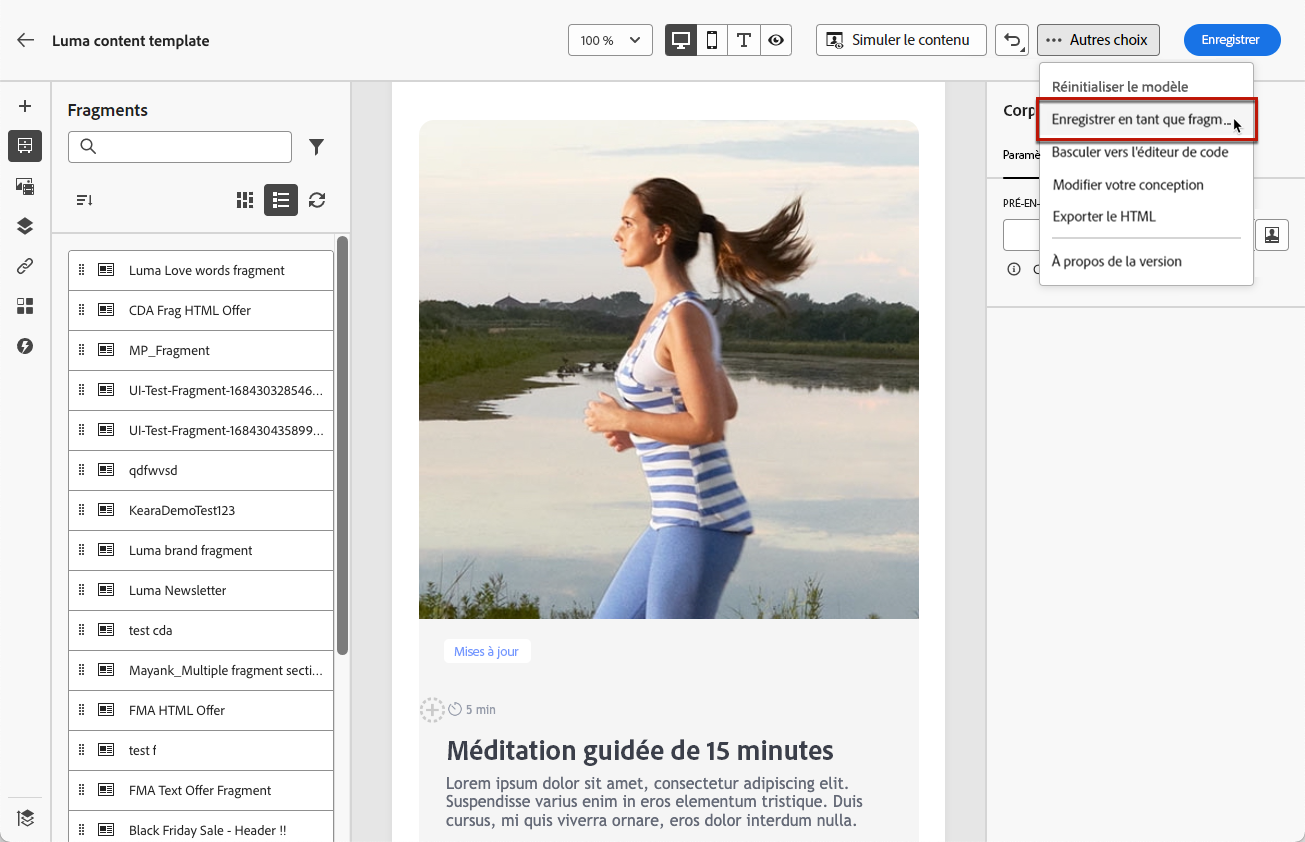 Luma content template
100 %
Simuler le contenu
Autres choix
Enregistrer
Fragments
Luma Love words fragment
CDA Frag HTML Offer
MP_Fragment
UI-Test-Fragment-168430328546...
UI-Test-Fragment-168430435899...
qdfwvsd
KearaDemoTest123
Luma brand fragment
Luma Newsletter
test cda
Mayank_Multiple fragment secti...
FMA HTML Offer
test f
FMA Text Offer Fragment
Black Friday Sale - Header !!
Mises à jour
5 min
Méditation guidée de 15 minutes
Lorem ipsum dolor sit amet, consectetur adipiscing elit.
Suspendisse varius enim in eros elementum tristique. Duis
cursus, mi quis viverra ornare, eros dolor interdum nulla.
Réinitialiser le modèle
Enregistrer en tant que fragm...
Basculer vers l'éditeur de code
Modifier votre conception
Exporter le HTML
À propos de la version
Corp
Paramè
PRÉ-EN-